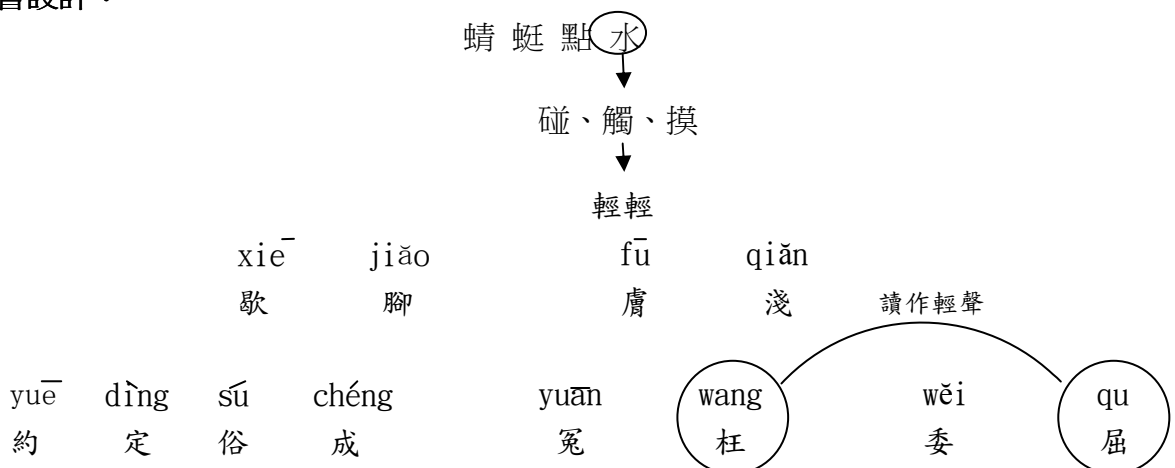 蜻 蜓 點 水
碰、觸、摸
輕輕
xiē jiǎo fū qiǎn
歇 腳 膚 淺 讀作輕聲
yuē dìng sú chéng yuān wang wěi qu
約 定 俗 成 冤 枉 委 屈